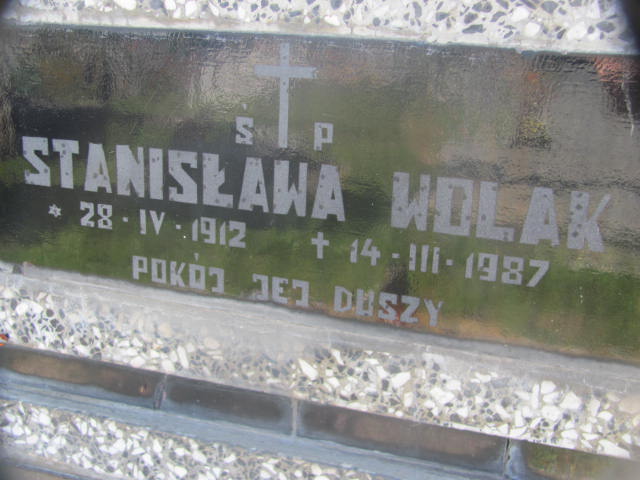 Ś P
STANISŁAWA WOLAK
* 28·IV·1912 † 14·III·1987
POKÓJ JEJ DUSZY